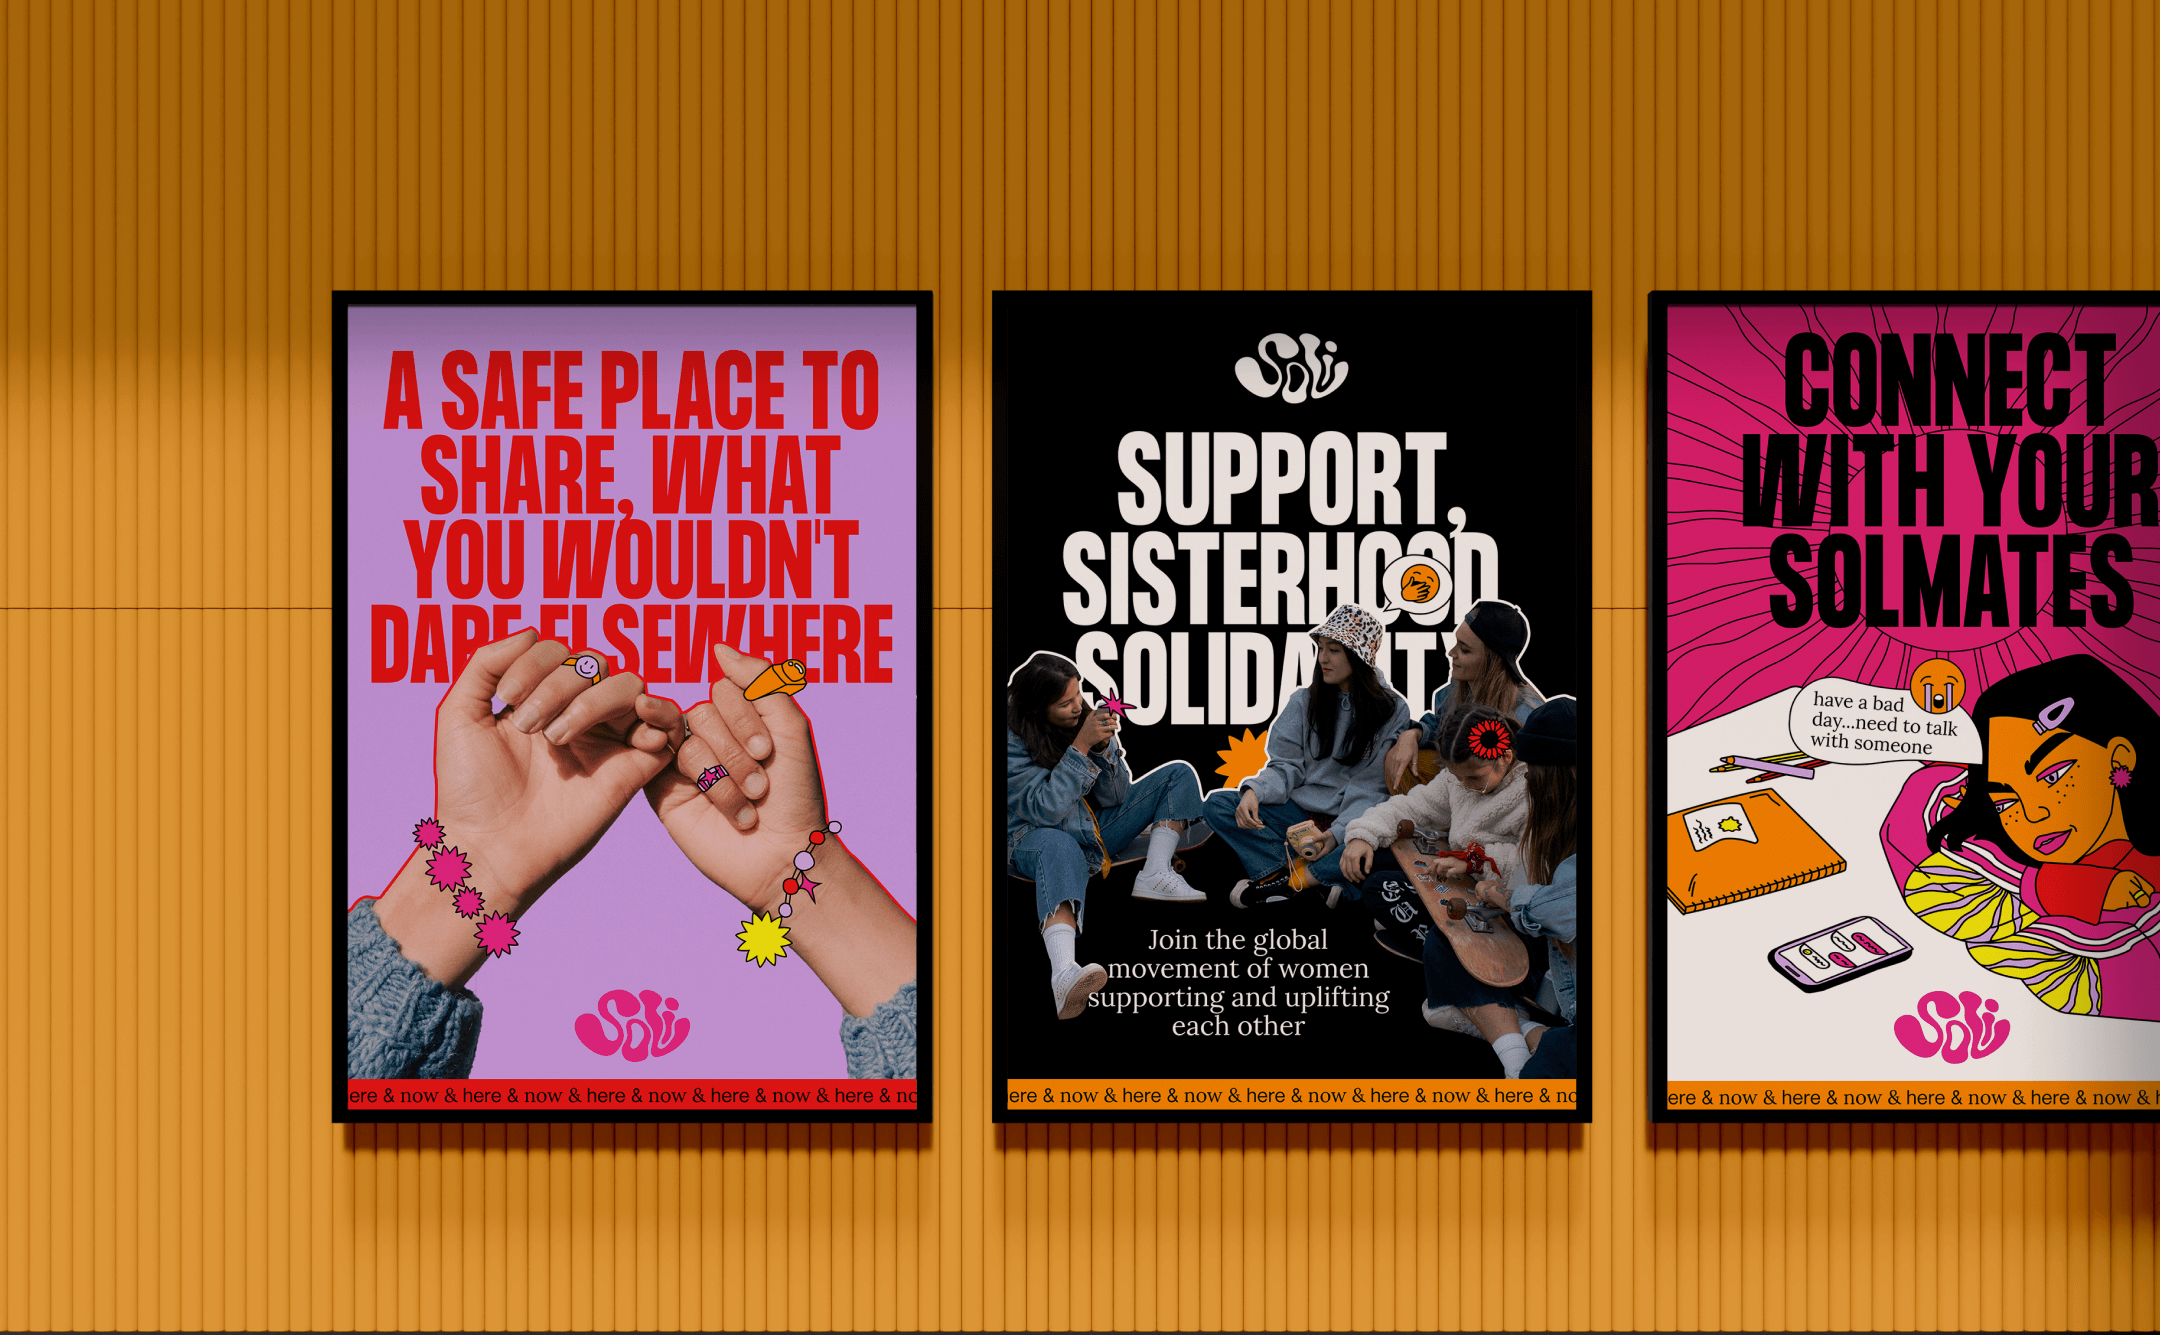 A SAFE PLACE TO
SHARE, WHAT
YOU WOULDN'T
DARE ELSEWHERE
Soli
ere & now & here & now & here & now & here & now & here & no
Soli
SUPPORT,
SISTERHOOD
SOLIDARITY
Join the global
movement of women
supporting and uplifting
each other
ere & now & here & now & here & now & here & now & here & no
CONNECT
WITH YOUR
SOLMATES
have a bad
day...need to talk
with someone
Soli
ere & now & here & now & here & now & here & now & h